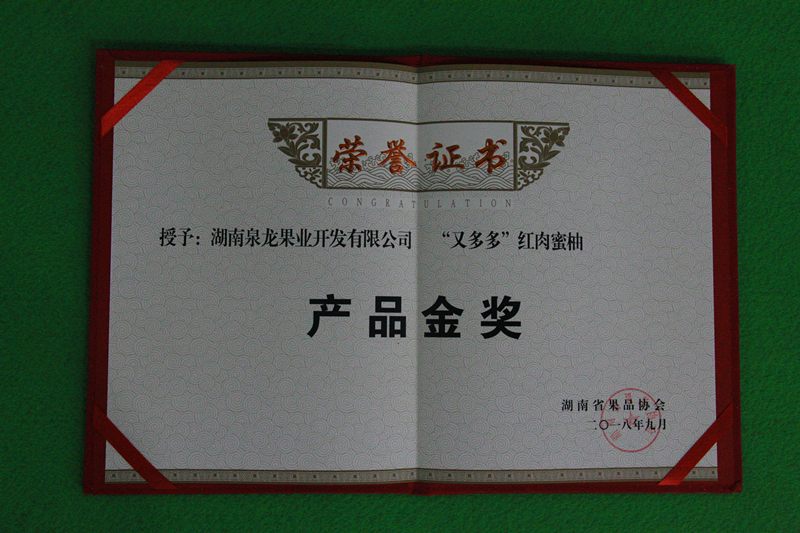 荣誉证书
CONGRATULATION
授予：湖南泉龙果业开发有限公司 “又多多”红肉蜜柚
产品金奖
湖南省果品协会
二〇一八年九月